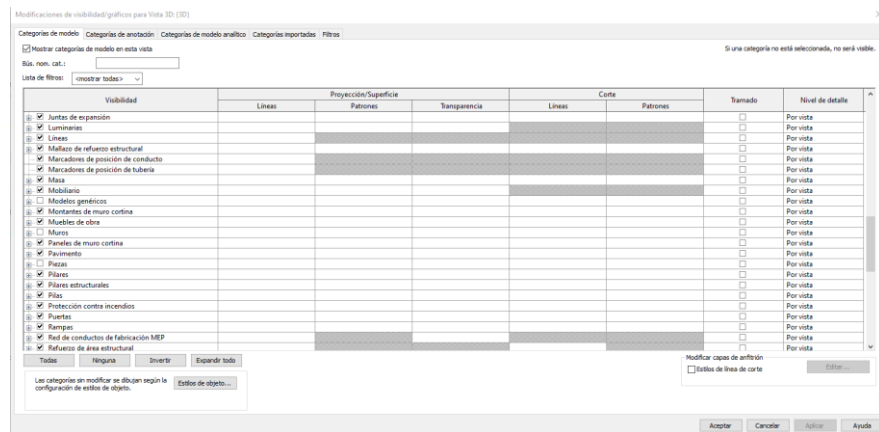 Modificaciones de visibilidad/gráficos para Vista 3D: {3D}
Categorías de modelo Categorías de anotación Categorías de modelo analítico Categorías importadas Filtros
Mostrar categorías de modelo en esta vista
Si una categoría no está seleccionada, no será visible.
Bús. nom. cat.:
Lista de filtros: <mostrar todas>
Visibilidad Proyección/Superficie Corte Tramado Nivel de detalle
Líneas Patrones Transparencia Líneas Patrones
Juntas de expansión Por vista
Luminarias Por vista
Líneas Por vista
Mallazo de refuerzo estructural Por vista
Marcadores de posición de conducto Por vista
Marcadores de posición de tubería Por vista
Masa Por vista
Mobiliario Por vista
Modelos genéricos Por vista
Montantes de muro cortina Por vista
Muebles de obra Por vista
Muros Por vista
Paneles de muro cortina Por vista
Pavimento Por vista
Piezas Por vista
Pilares Por vista
Pilares estructurales Por vista
Pilas Por vista
Protección contra incendios Por vista
Puertas Por vista
Rampas Por vista
Red de conductos de fabricación MEP Por vista
Refuerzo de área estructural Por vista
Todas Ninguna Invertir Expandir todo
Modificar capas de anfitrión
Estilos de línea de corte Editar ...
Las categorías sin modificar se dibujan según la
configuración de estilos de objeto.
Estilos de objeto...
Aceptar Cancelar Aplicar Ayuda